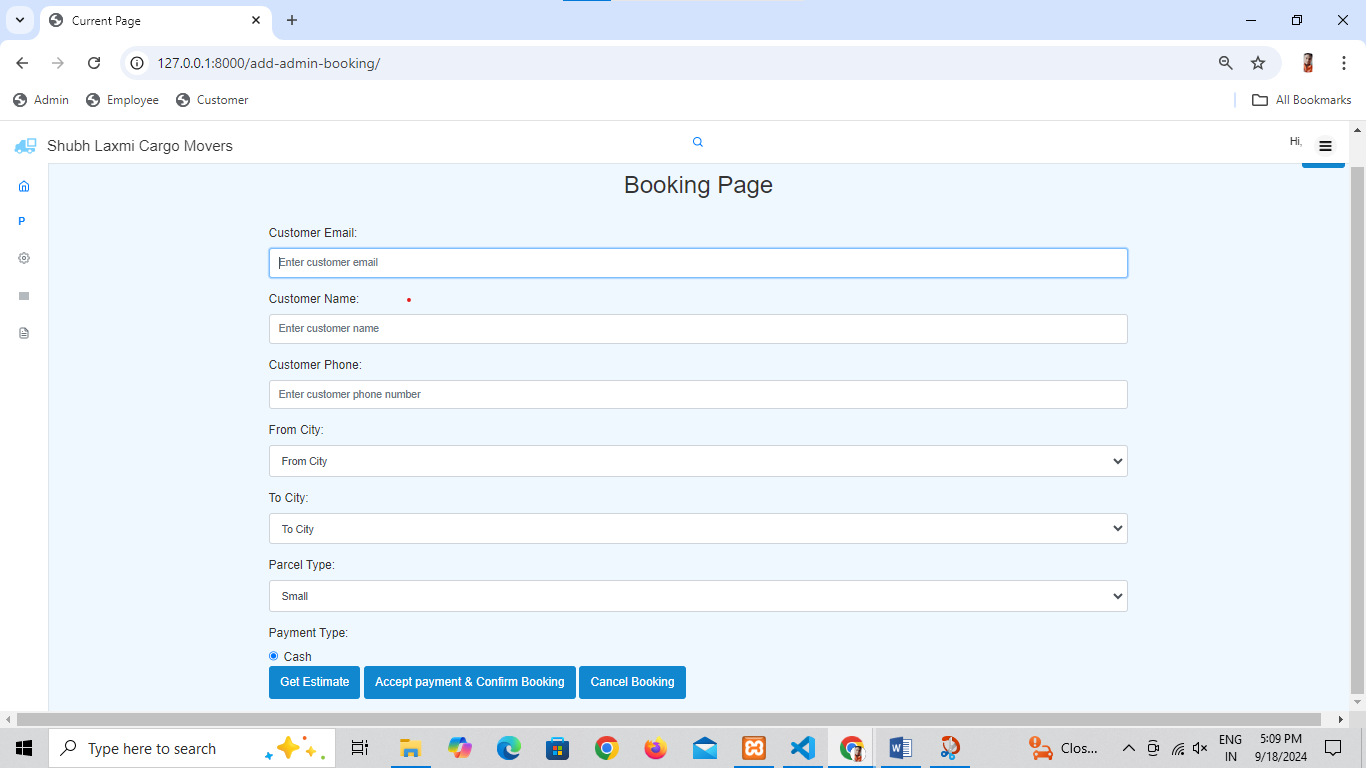 Current Page
127.0.0.1:8000/add-admin-booking/
Admin Employee Customer All Bookmarks
Shubh Laxmi Cargo Movers Hi,
P
Booking Page
Customer Email:
Enter customer email
Customer Name:
Enter customer name
Customer Phone:
Enter customer phone number
From City:
From City
To City:
To City
Parcel Type:
Small
Payment Type:
Cash
Get Estimate Accept payment & Confirm Booking Cancel Booking
Type here to search Clos... ENG 5:09 PM
IN 9/18/2024